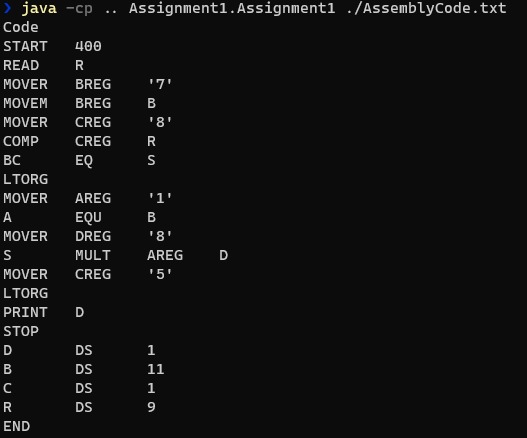 ❯ java -cp .. Assignment1.Assignment1 ./AssemblyCode.txt
Code
START 400
READ R
MOVER BREG '7'
MOVEM BREG B
MOVER CREG '8'
COMP CREG R
BC EQ S
LTORG
MOVER AREG '1'
A EQU B
MOVER DREG '8'
S MULT AREG D
MOVER CREG '5'
LTORG
PRINT D
STOP
D DS 1
B DS 11
C DS 1
R DS 9
END